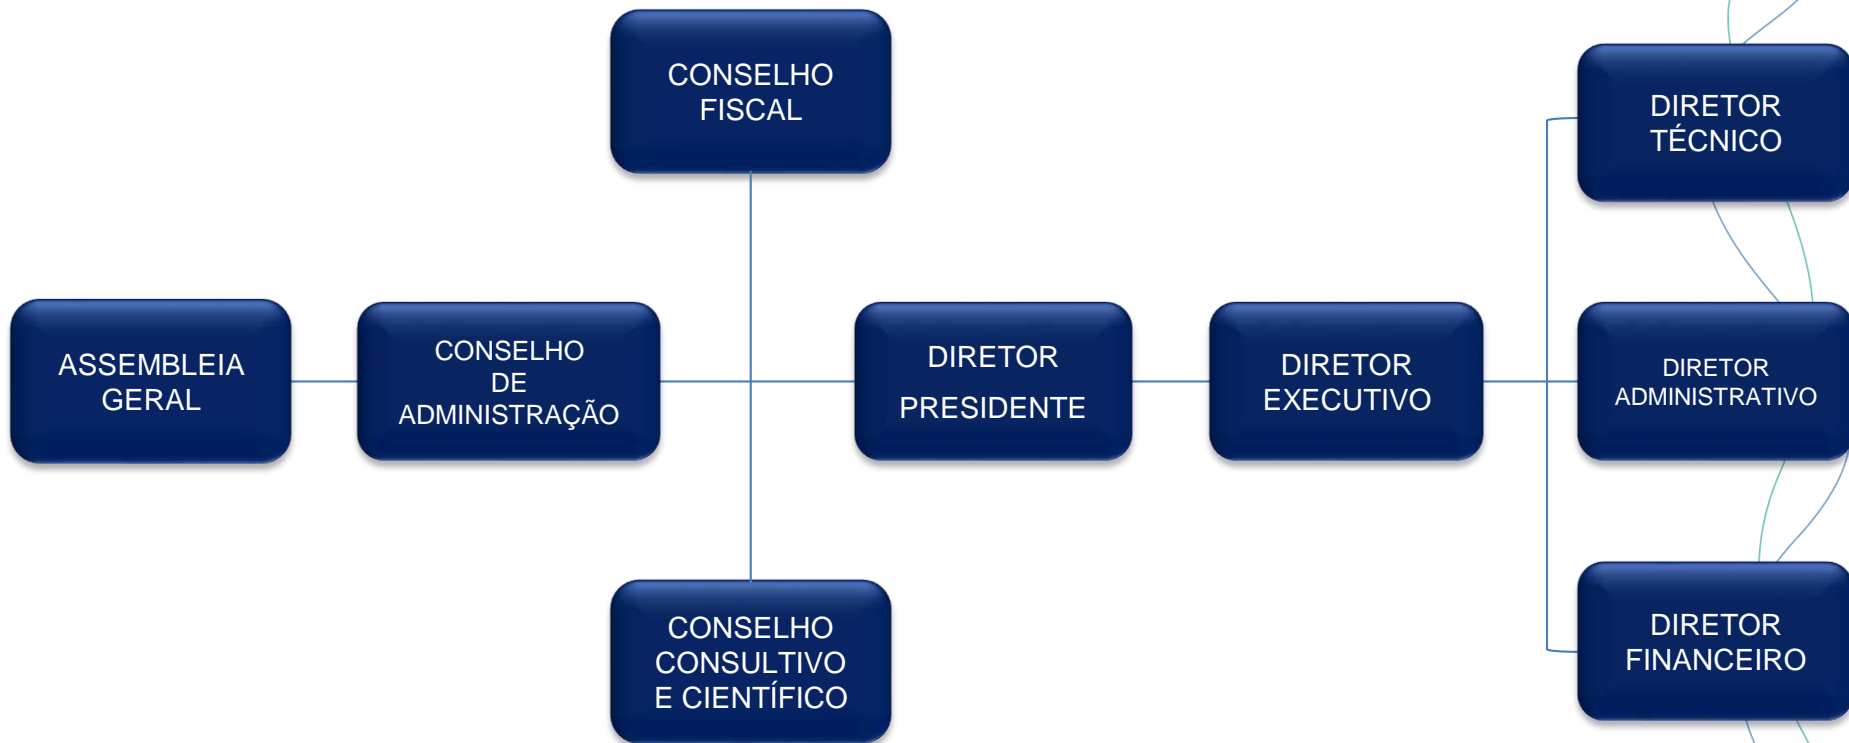 CONSELHO
FISCAL
DIRETOR
TÉCNICO
ASSEMBLEIA
GERAL
CONSELHO
DE
ADMINISTRAÇÃO
DIRETOR
PRESIDENTE
DIRETOR
EXECUTIVO
DIRETOR
ADMINISTRATIVO
CONSELHO
CONSULTIVO
E CIENTÍFICO
DIRETOR
FINANCEIRO